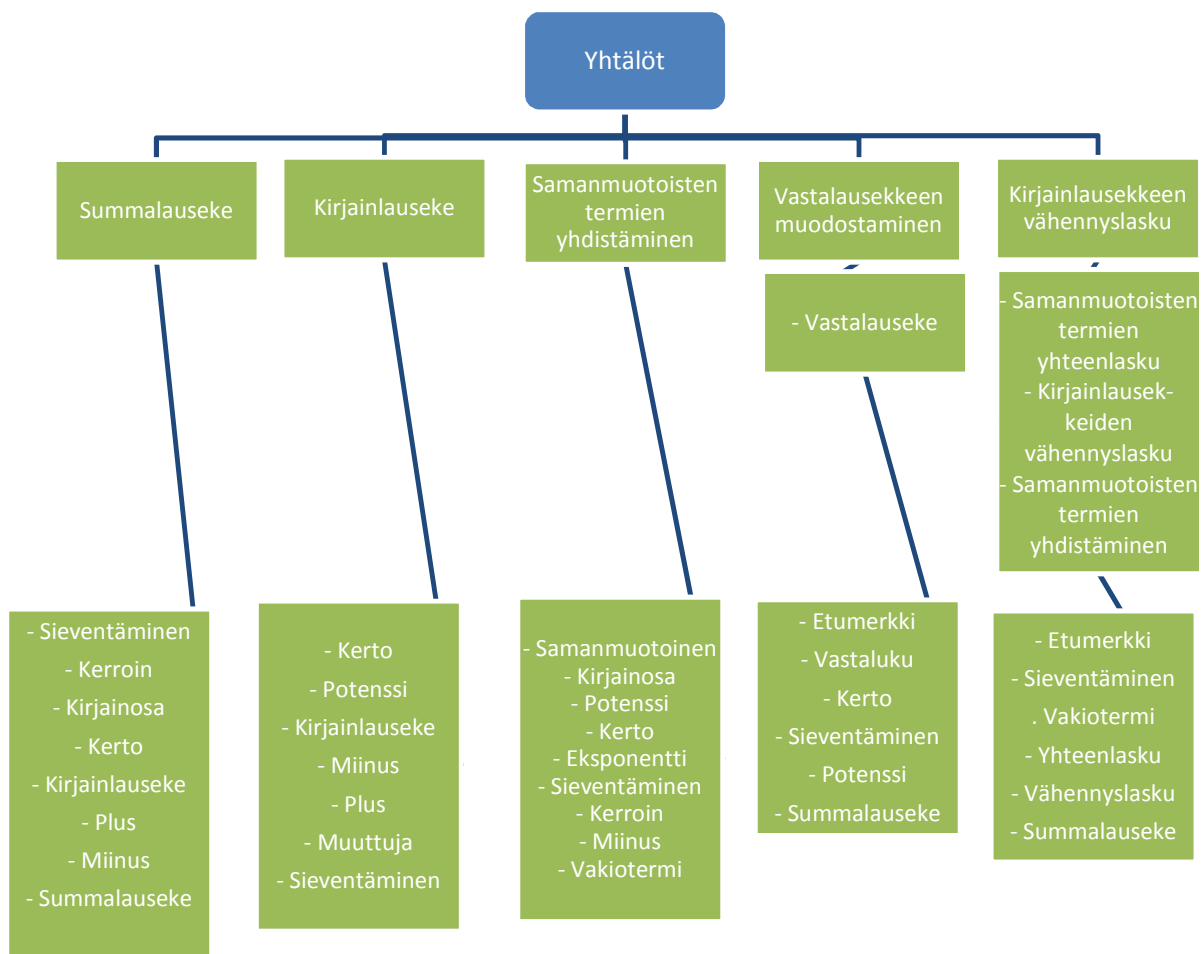 Yhtälöt
Summalauseke
Kirjainlauseke
Samanmuotoisten
termien
yhdistäminen
Vastalausekkeen
muodostaminen
Kirjainlausekkeen
vähennyslasku
- Vastalauseke
- Samanmuotoisten
termien
yhteenlasku
- Kirjainlausek-
keiden
vähennyslasku
- Samanmuotoisten
termien
yhdistäminen
- Sieventäminen
- Kerroin
- Kirjainosa
- Kerto
- Kirjainlauseke
- Plus
- Miinus
- Summalauseke
- Kerto
- Potenssi
- Kirjainlauseke
- Miinus
- Plus
- Muuttuja
- Sieventäminen
- Samanmuotoinen
- Kirjainosa
- Potenssi
- Kerto
- Eksponentti
- Sieventäminen
- Kerroin
- Miinus
- Vakiotermi
- Etumerkki
- Vastaluku
- Kerto
- Sieventäminen
- Potenssi
- Summalauseke
- Etumerkki
- Sieventäminen
. Vakiotermi
- Yhteenlasku
- Vähennyslasku
- Summalauseke